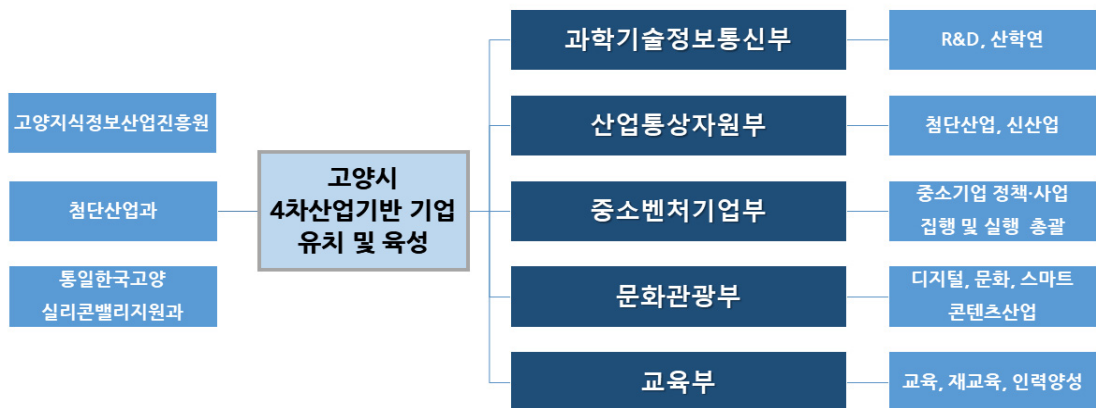 고양지식정보산업진흥원
첨단산업과
통일한국고양
실리콘밸리지원과
고양시
4차산업기반 기업
유치 및 육성
과학기술정보통신부
R&D, 산학연
산업통상자원부
첨단산업, 신산업
중소벤처기업부
중소기업 정책·사업
집행 및 실행 총괄
문화관광부
디지털, 문화, 스마트
콘텐츠산업
교육부
교육, 재교육, 인력양성